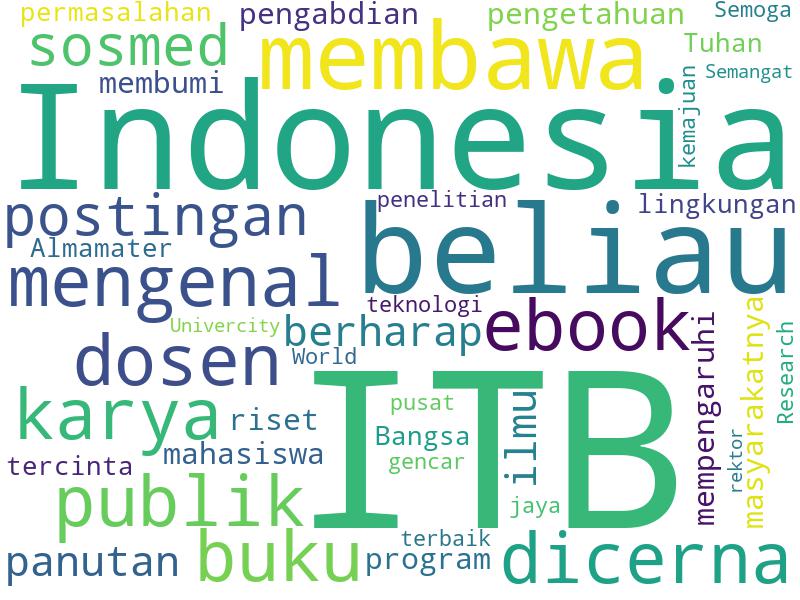 permasalahan
pengabdian
pengetahuan
Semoga
sosmed
membawa
Tuhan
membumi
kemajuan
Semangat
Indonesia
postingan
penelitian
lingkungan
beliau
Almamater
mengenal
teknologi
ebook
Univercity
berharap
mempengaruhi
masyarakatnya
Research
dosen
World
ITB
karya
riset
pusat
Bangsa
ilmu
gencar
mahasiswa
tercinta
rektor
publik
jaya
buku
terbaik
panutan
program
dicerna